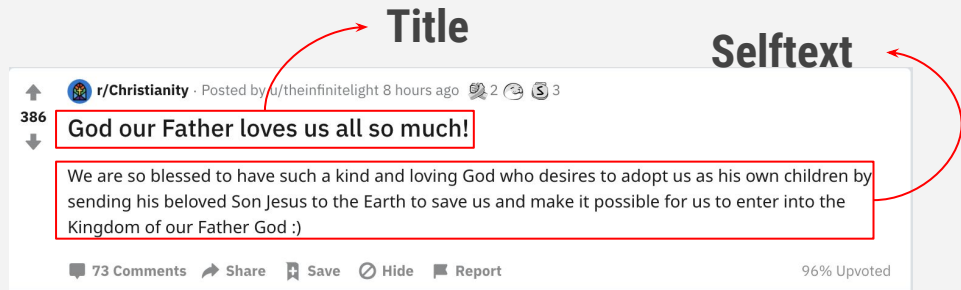 Title
Selftext
r/Christianity · Posted by u/theinfinitelight 8 hours ago 2 S 3
386
God our Father loves us all so much!
We are so blessed to have such a kind and loving God who desires to adopt us as his own children by
sending his beloved Son Jesus to the Earth to save us and make it possible for us to enter into the
Kingdom of our Father God :)
73 Comments Share Save Hide Report 96% Upvoted